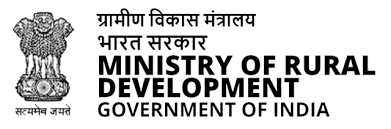 ग्रामीण विकास मंत्रालय
भारत सरकार
MINISTRY OF RURAL
DEVELOPMENT
GOVERNMENT OF INDIA
सत्यमेव जयते